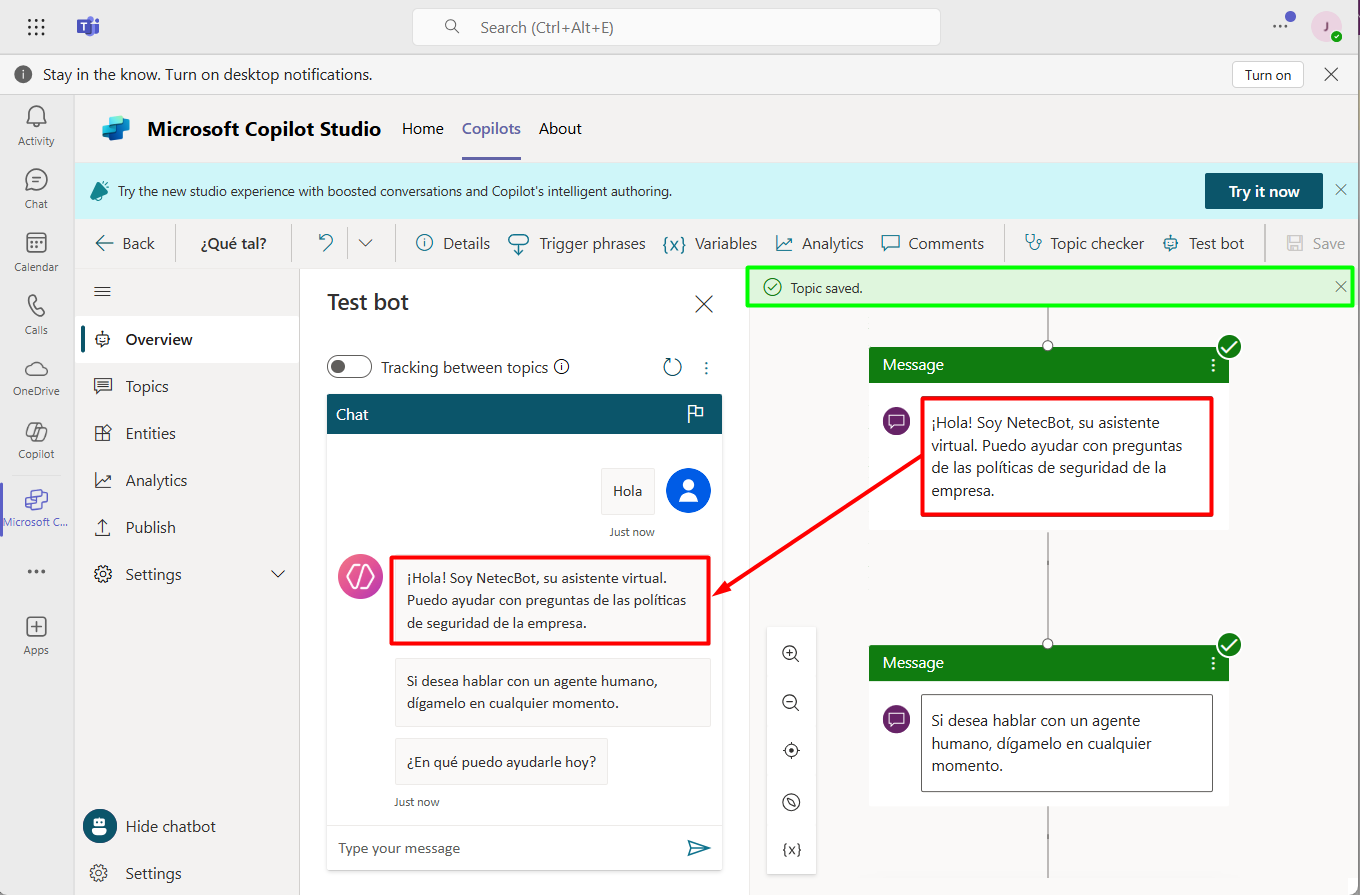 Search (Ctrl+Alt+E)
J
Stay in the know. Turn on desktop notifications.
Turn on
Activity
Chat
Calendar
Calls
OneDrive
Copilot
Microsoft C...
Apps
Microsoft Copilot Studio
Home
Copilots
About
Try the new studio experience with boosted conversations and Copilot's intelligent authoring.
Try it now
Back
¿Qué tal?
Details
Trigger phrases
{x} Variables
Analytics
Comments
Topic checker
Test bot
Save
Overview
Topics
Entities
Analytics
Publish
Settings
Hide chatbot
Settings
Test bot
Tracking between topics
Chat
Hola
Just now
¡Hola! Soy NetecBot, su asistente virtual.
Puedo ayudar con preguntas de las políticas
de seguridad de la empresa.
Si desea hablar con un agente humano,
dígamelo en cualquier momento.
¿En qué puedo ayudarle hoy?
Just now
Type your message
Topic saved.
Message
¡Hola! Soy NetecBot, su asistente
virtual. Puedo ayudar con preguntas
de las políticas de seguridad de la
empresa.
Message
Si desea hablar con un agente
humano, dígamelo en cualquier
momento.
{x}